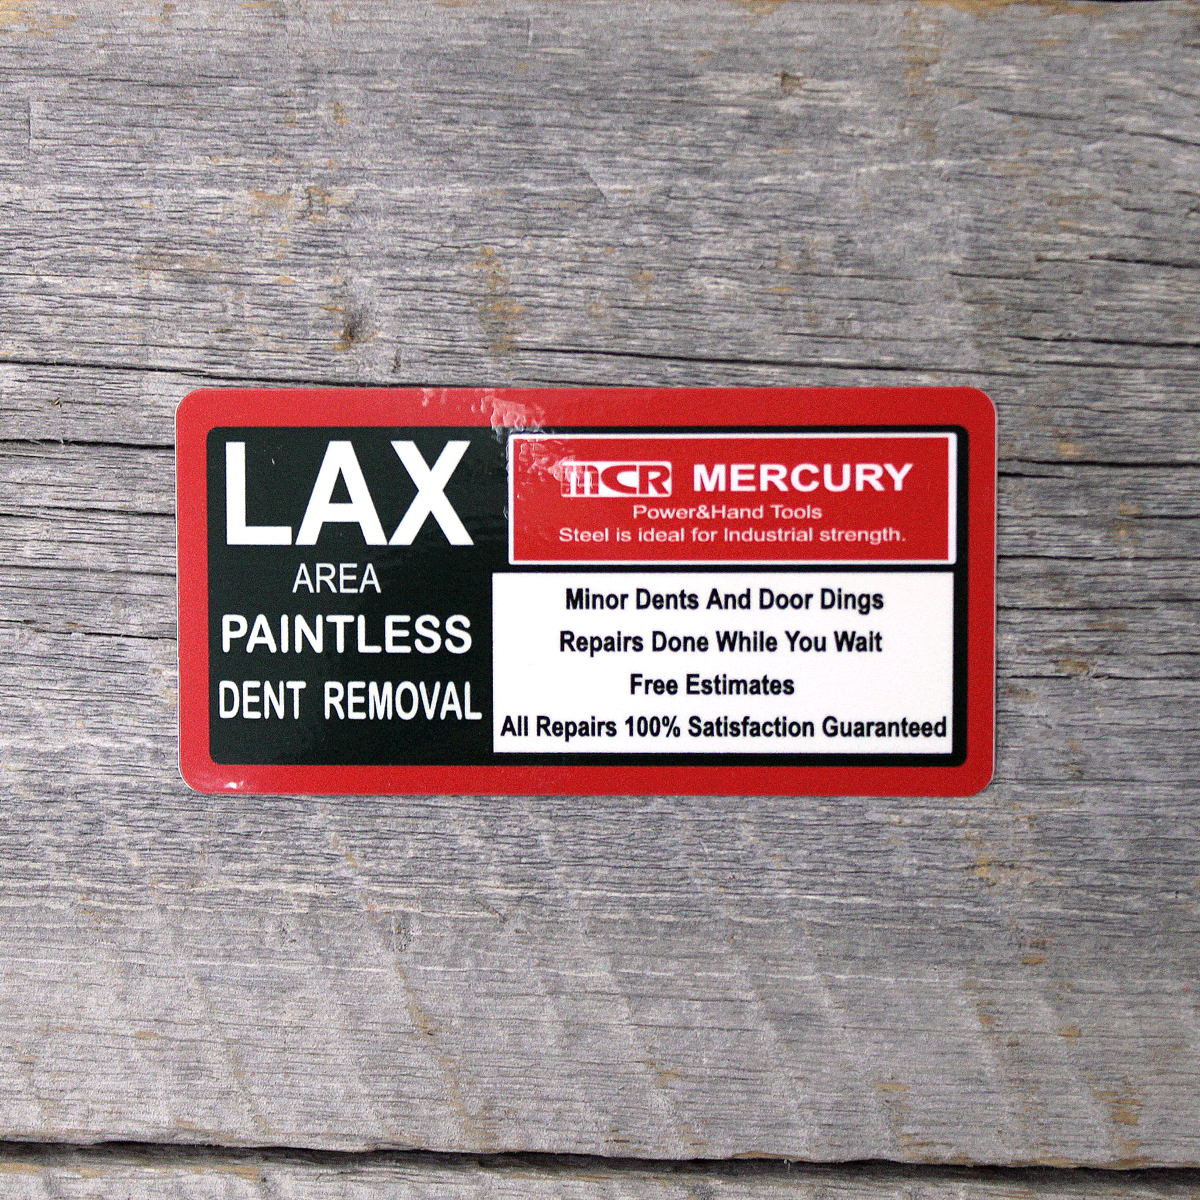 LAX
AREA
PAINTLESS
DENT REMOVAL
MCR MERCURY
Power&Hand Tools
Steel is ideal for Industrial strength.
Minor Dents And Door Dings
Repairs Done While You Wait
Free Estimates
All Repairs 100% Satisfaction Guaranteed